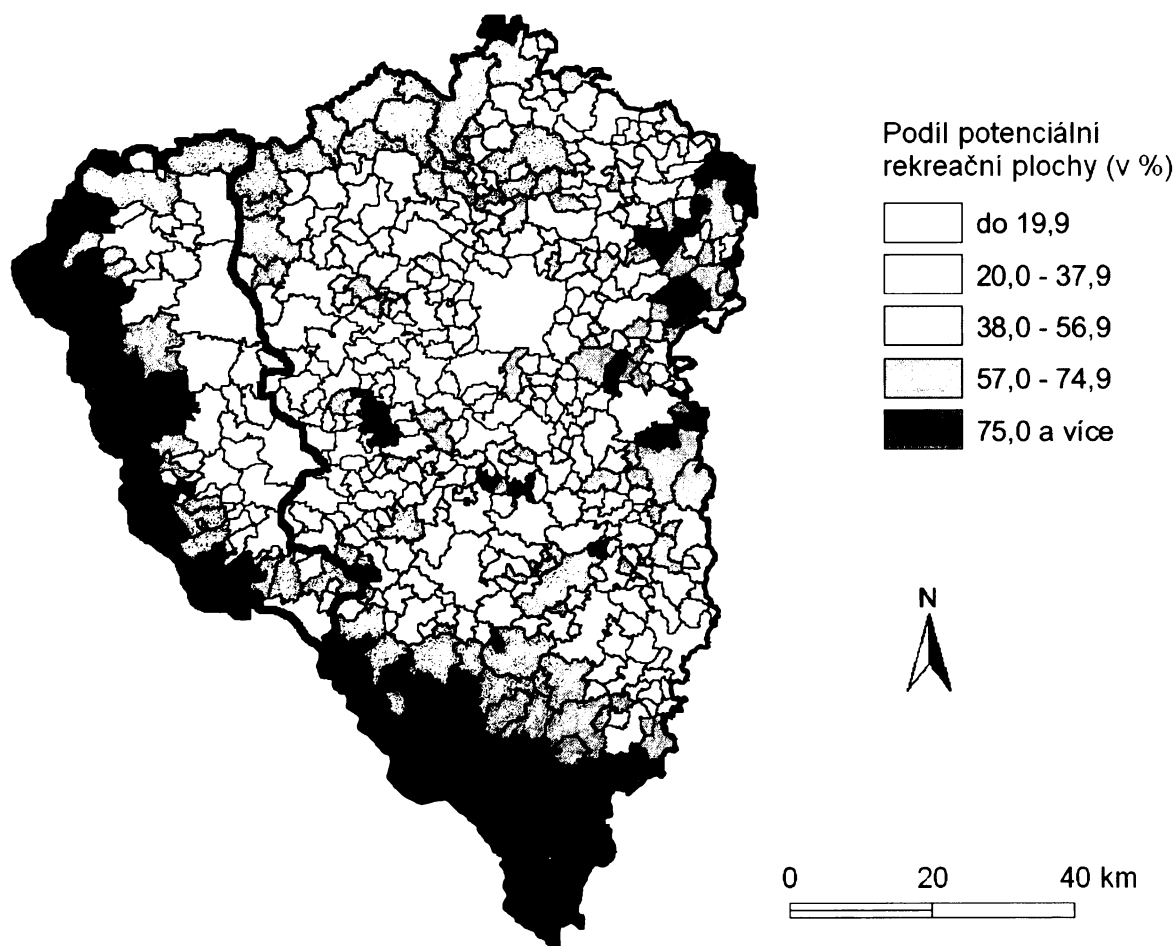 Podíl potenciální
rekreační plochy (v %)
do 19,9
20,0 - 37,9
38,0 - 56,9
57,0 - 74,9
75,0 a více
N
0 20 40 km